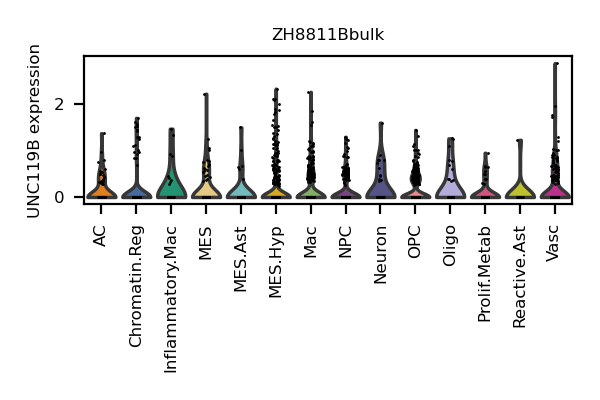 ZH8811Bbulk
UNC119B expression
2
0
AC
Chromatin.Reg
Inflammatory.Mac
MES
MES.Ast
MES.Hyp
Mac
NPC
Neuron
OPC
Oligo
Prolif.Metab
Reactive.Ast
Vasc